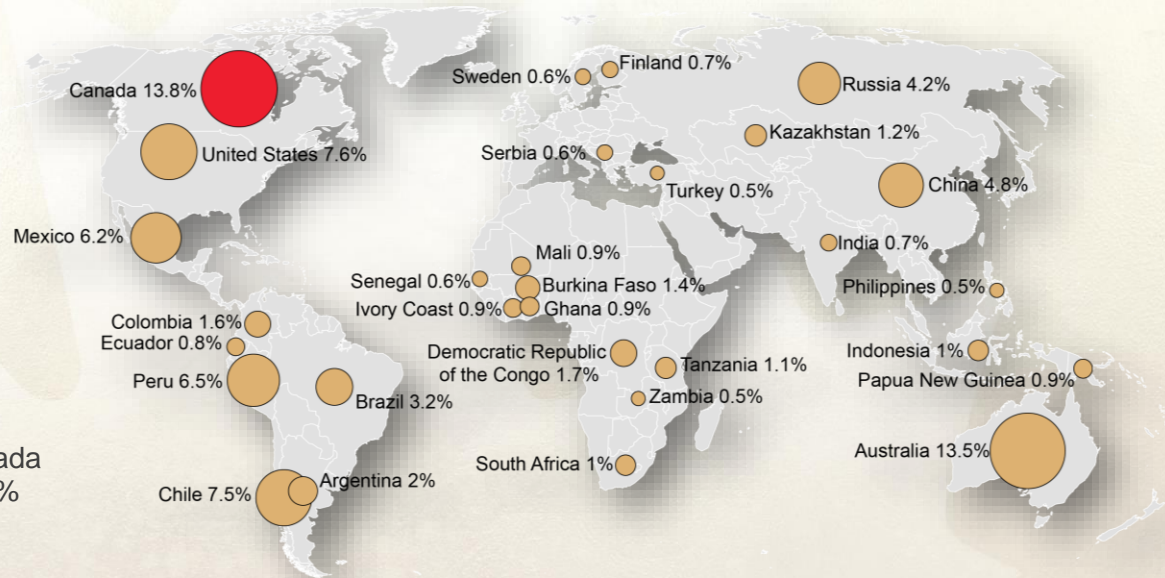 Canada 13.8%
United States 7.6%
Mexico 6.2%
Colombia 1.6%
Ecuador 0.8%
Peru 6.5%
Brazil 3.2%
Chile 7.5%
Argentina 2%
Sweden 0.6%
Finland 0.7%
Serbia 0.6%
Turkey 0.5%
Russia 4.2%
Kazakhstan 1.2%
China 4.8%
India 0.7%
Philippines 0.5%
Mali 0.9%
Senegal 0.6%
Burkina Faso 1.4%
Ivory Coast 0.9%
Ghana 0.9%
Democratic Republic
of the Congo 1.7%
Tanzania 1.1%
Zambia 0.5%
South Africa 1%
Indonesia 1%
Papua New Guinea 0.9%
Australia 13.5%
ada
%